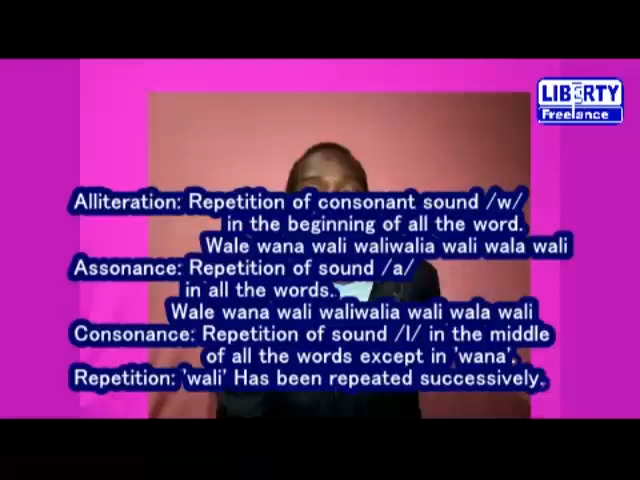 LIBERTY
Freelance
Alliteration: Repetition of consonant sound /w/
in the beginning of all the word.
Wale wana wali waliwalia wali wala wali
Assonance: Repetition of sound /a/
in all the words.
Wale wana wali waliwalia wali wala wali
Consonance: Repetition of sound /l/ in the middle
of all the words except in 'wana'.
Repetition: 'wali' Has been repeated successively.